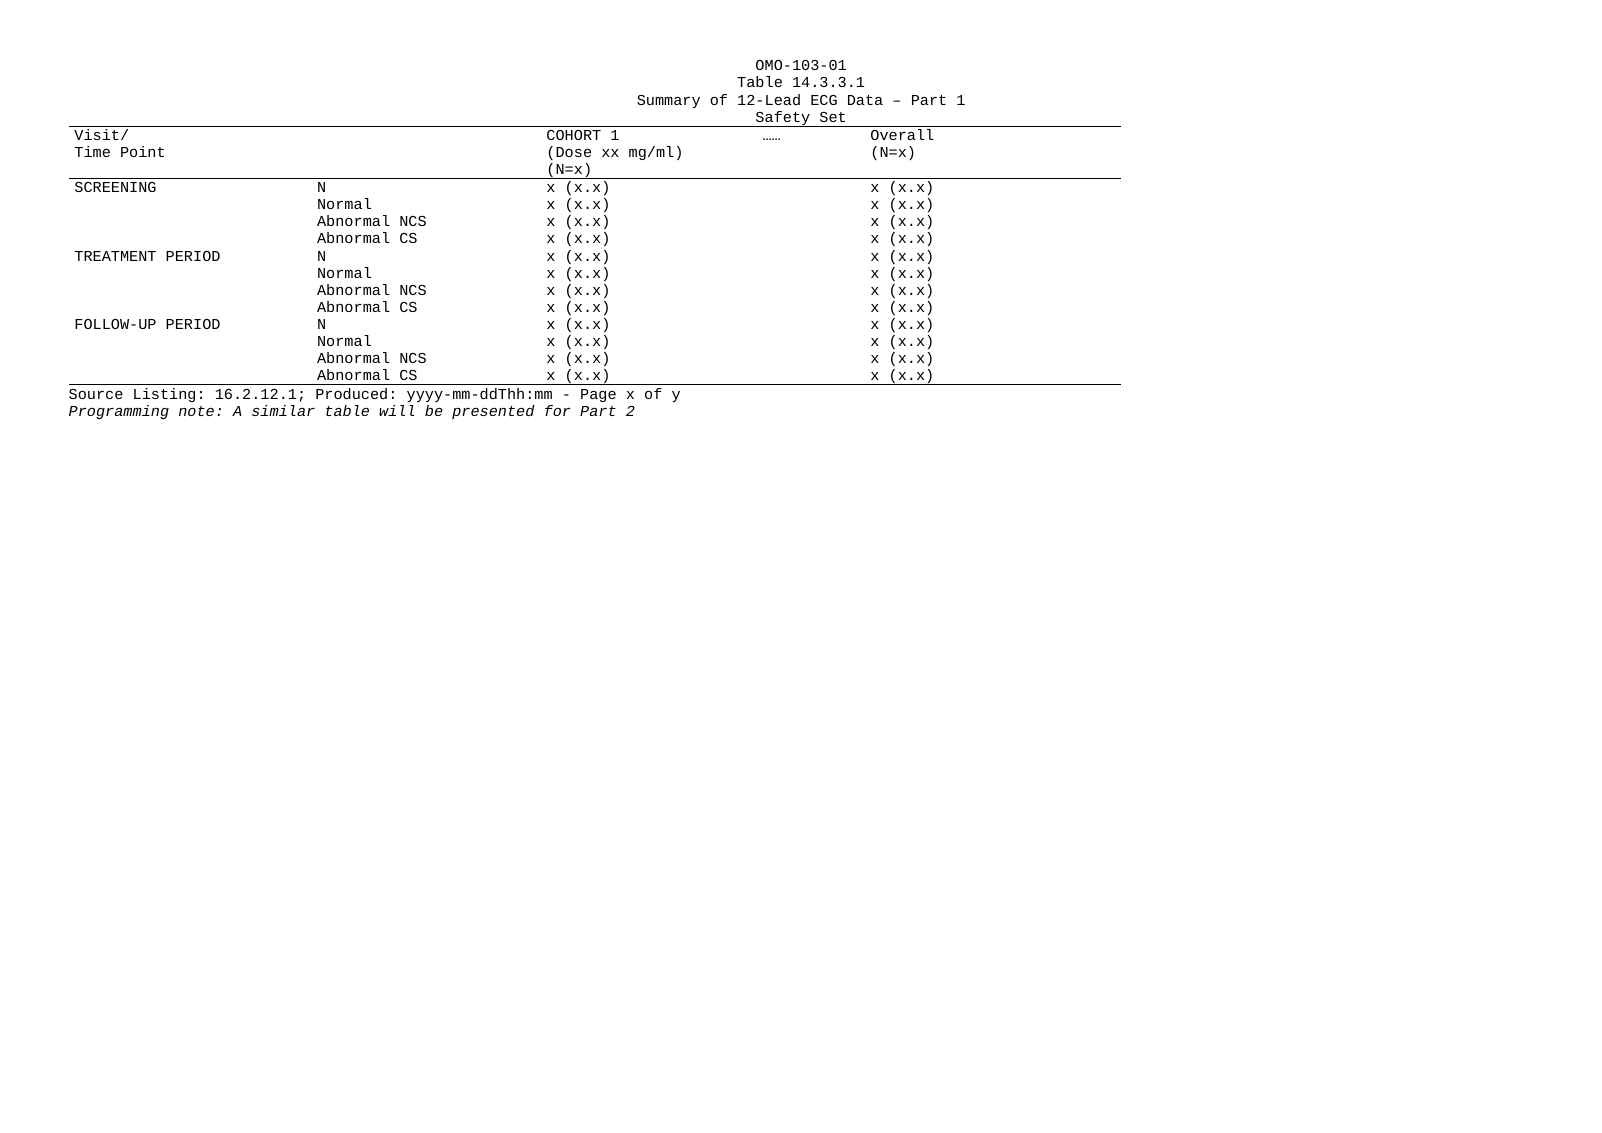 OMO-103-01
Table 14.3.3.1
Summary of 12-Lead ECG Data – Part 1
Safety Set
Visit/ COHORT 1 …… Overall
Time Point (Dose xx mg/ml) (N=x)
(N=x)
SCREENING N x (x.x) x (x.x)
Normal x (x.x) x (x.x)
Abnormal NCS x (x.x) x (x.x)
Abnormal CS x (x.x) x (x.x)
TREATMENT PERIOD N x (x.x) x (x.x)
Normal x (x.x) x (x.x)
Abnormal NCS x (x.x) x (x.x)
Abnormal CS x (x.x) x (x.x)
FOLLOW-UP PERIOD N x (x.x) x (x.x)
Normal x (x.x) x (x.x)
Abnormal NCS x (x.x) x (x.x)
Abnormal CS x (x.x) x (x.x)
Source Listing: 16.2.12.1; Produced: yyyy-mm-ddThh:mm - Page x of y
Programming note: A similar table will be presented for Part 2